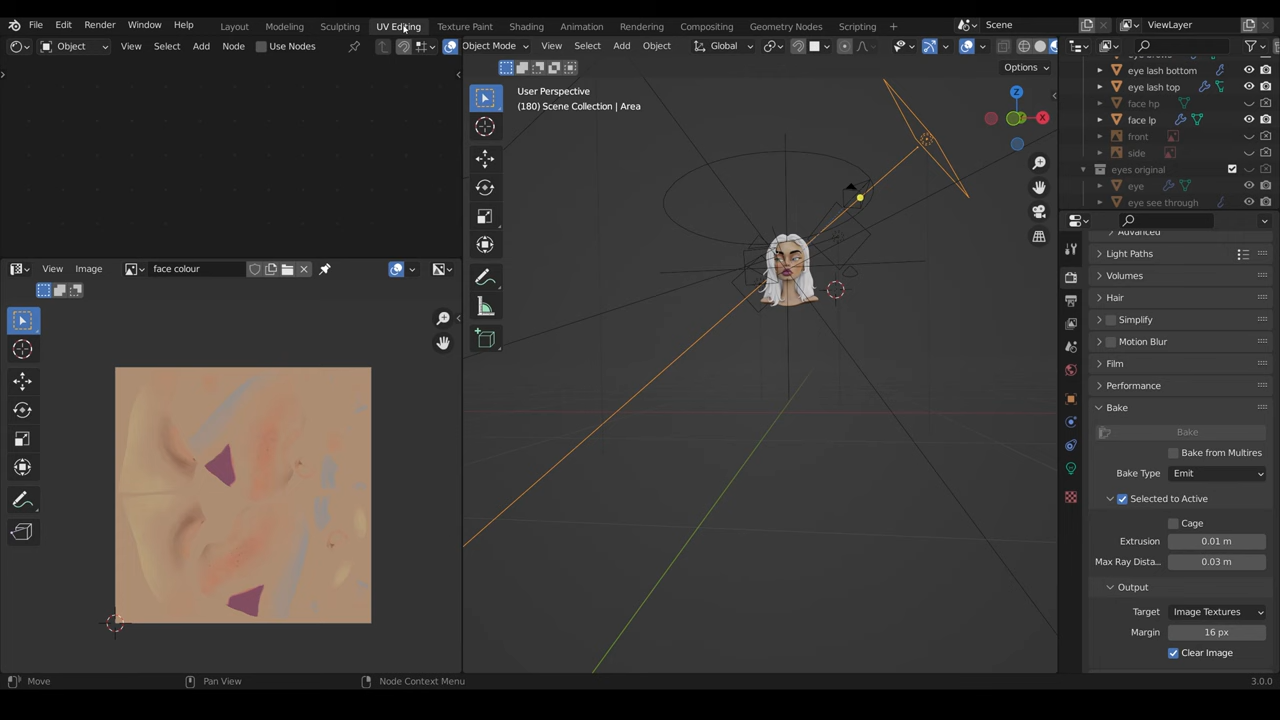 File Edit Render Window Help Layout Modeling Sculpting UV Editing Texture Paint Shading Animation Rendering Compositing Geometry Nodes Scripting + Scene ViewLayer
Object View Select Add Node Use Nodes Object Mode View Select Add Object Global
Options
User Perspective
(180) Scene Collection | Area
Z
Y
X
eye lash bottom
eye lash top
face hp
face lp
front
side
eyes original
eye
eye see through
Advanced
Light Paths
Volumes
Hair
Simplify
Motion Blur
Film
Performance
Bake
Bake
Bake from Multires
Bake Type Emit
Selected to Active
Cage
Extrusion 0.01 m
Max Ray Dista... 0.03 m
Output
Target Image Textures
Margin 16 px
Clear Image
View Image face colour
Move Pan View Node Context Menu 3.0.0